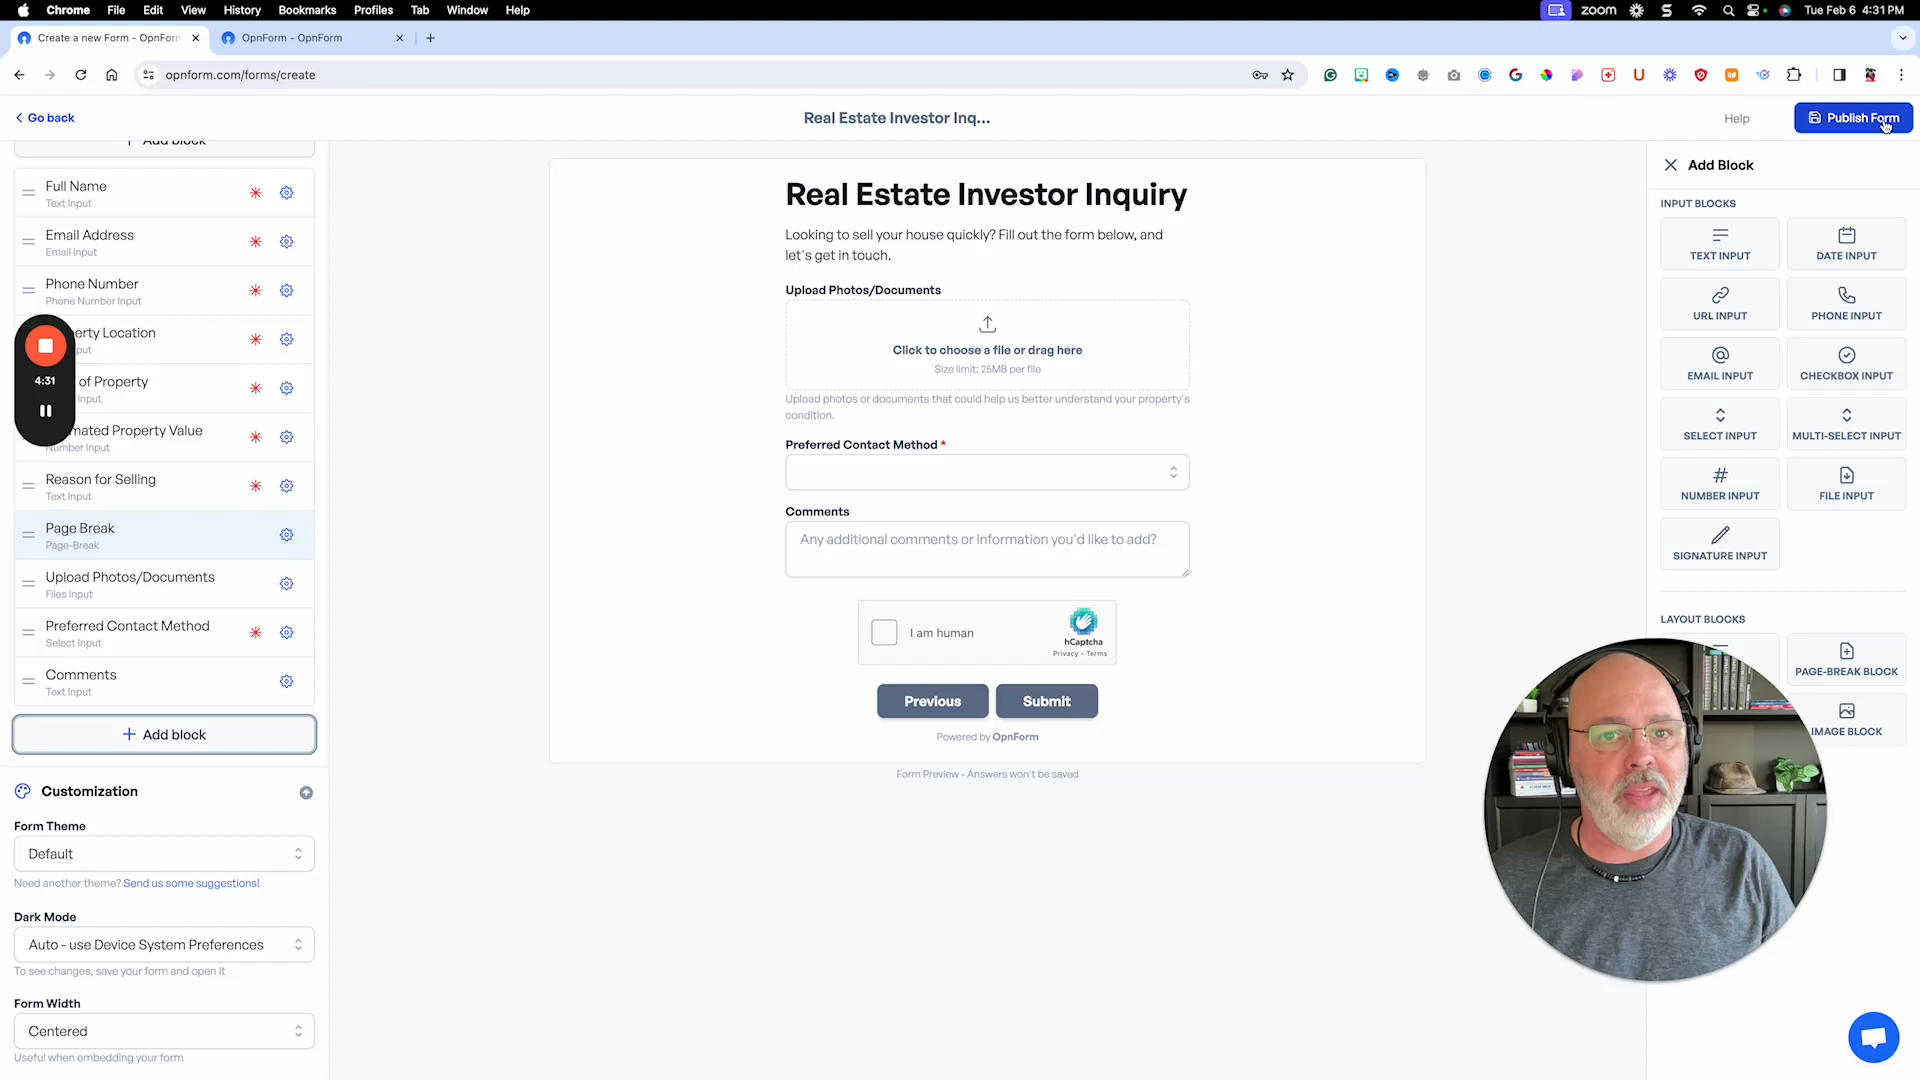 Chrome File Edit View History Bookmarks Profiles Tab Window Help
zoom
Tue Feb 6 4:31PM
Create a new Form - OpnForm
OpnForm - OpnForm
opnform.com/forms/create
Go back
Real Estate Investor Inq...
Help
Publish Form
Add block
Full Name
Text Input
Email Address
Email Input
Phone Number
Phone Number Input
perty Location
put
of Property
Input
mated Property Value
Number Input
Reason for Selling
Text Input
Page Break
Page-Break
Upload Photos/Documents
Files Input
Preferred Contact Method
Select Input
Comments
Text Input
Add block
4:31
Customization
Form Theme
Default
Need another theme? Send us some suggestions!
Dark Mode
Auto - use Device System Preferences
To see changes, save your form and open it
Form Width
Centered
Useful when embedding your form
Real Estate Investor Inquiry
Looking to sell your house quickly? Fill out the form below, and
let's get in touch.
Upload Photos/Documents
Click to choose a file or drag here
Size limit: 25MB per file
Upload photos or documents that could help us better understand your property's
condition.
Preferred Contact Method *
Comments
Any additional comments or information you'd like to add?
I am human
hCaptcha
Privacy - Terms
Previous
Submit
Powered by OpnForm
Form Preview - Answers won't be saved
Add Block
INPUT BLOCKS
TEXT INPUT
DATE INPUT
URL INPUT
PHONE INPUT
EMAIL INPUT
CHECKBOX INPUT
SELECT INPUT
MULTI-SELECT INPUT
NUMBER INPUT
FILE INPUT
SIGNATURE INPUT
LAYOUT BLOCKS
PAGE-BREAK BLOCK
IMAGE BLOCK